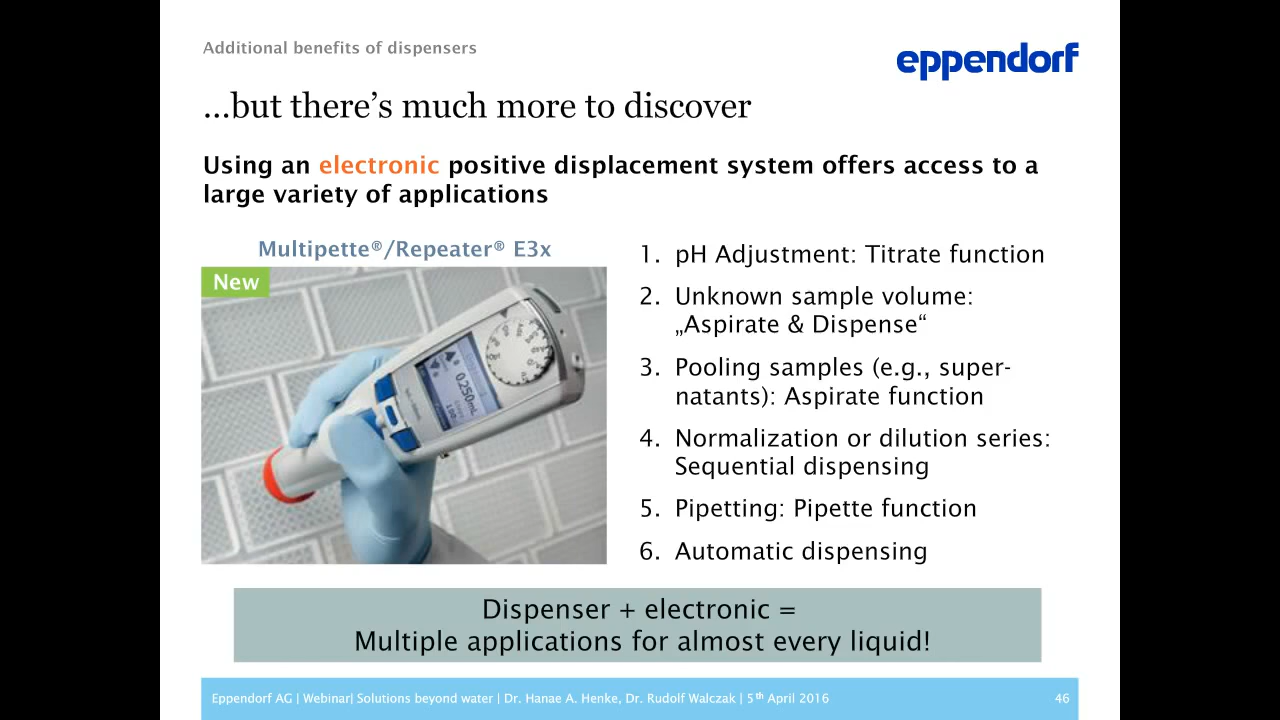 Additional benefits of dispensers
eppendorf
...but there’s much more to discover
Using an electronic positive displacement system offers access to a
large variety of applications
Multipette®/Repeater® E3x
New
0.250mL
1. pH Adjustment: Titrate function
2. Unknown sample volume:
„Aspirate & Dispense“
3. Pooling samples (e.g., super-
natants): Aspirate function
4. Normalization or dilution series:
Sequential dispensing
5. Pipetting: Pipette function
6. Automatic dispensing
Dispenser + electronic =
Multiple applications for almost every liquid!
Eppendorf AG | Webinar| Solutions beyond water | Dr. Hanae A. Henke, Dr. Rudolf Walczak | 5th April 2016
46